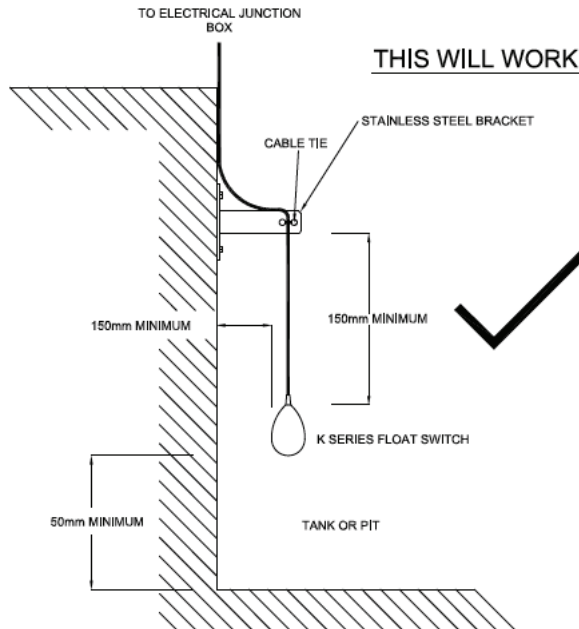 TO ELECTRICAL JUNCTION
BOX
THIS WILL WORK
STAINLESS STEEL BRACKET
CABLE TIE
150mm MINIMUM
150mm MINIMUM
K SERIES FLOAT SWITCH
50mm MINIMUM
TANK OR PIT